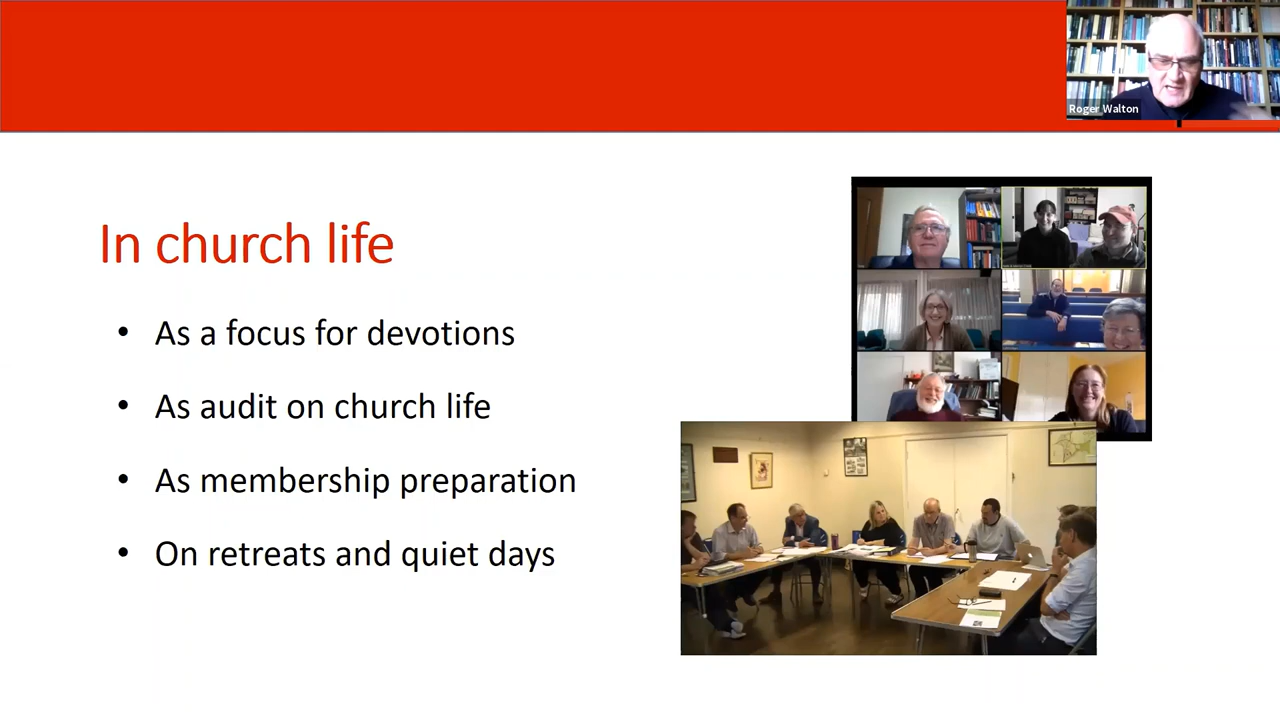 Roger Walton
In church life
• As a focus for devotions
• As audit on church life
• As membership preparation
• On retreats and quiet days